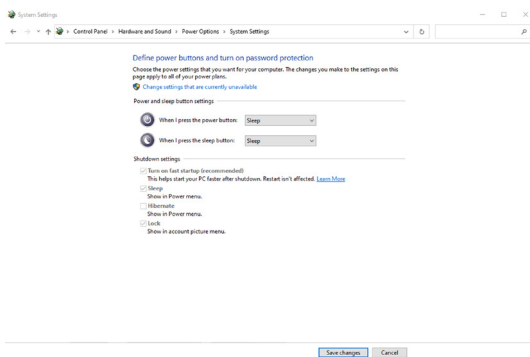 System Settings
Control Panel > Hardware and Sound > Power Options > System Settings
Define power buttons and turn on password protection
Choose the power settings that you want for your computer. The changes you make to the settings on this
page apply to all of your power plans.
Change settings that are currently unavailable
Power and sleep button settings
When I press the power button: Sleep
When I press the sleep button: Sleep
Shutdown settings
Turn on fast startup (recommended)
This helps start your PC faster after shutdown. Restart isn't affected. Learn More
Sleep
Show in Power menu.
Hibernate
Show in Power menu.
Lock
Show in account picture menu.
Save changes Cancel